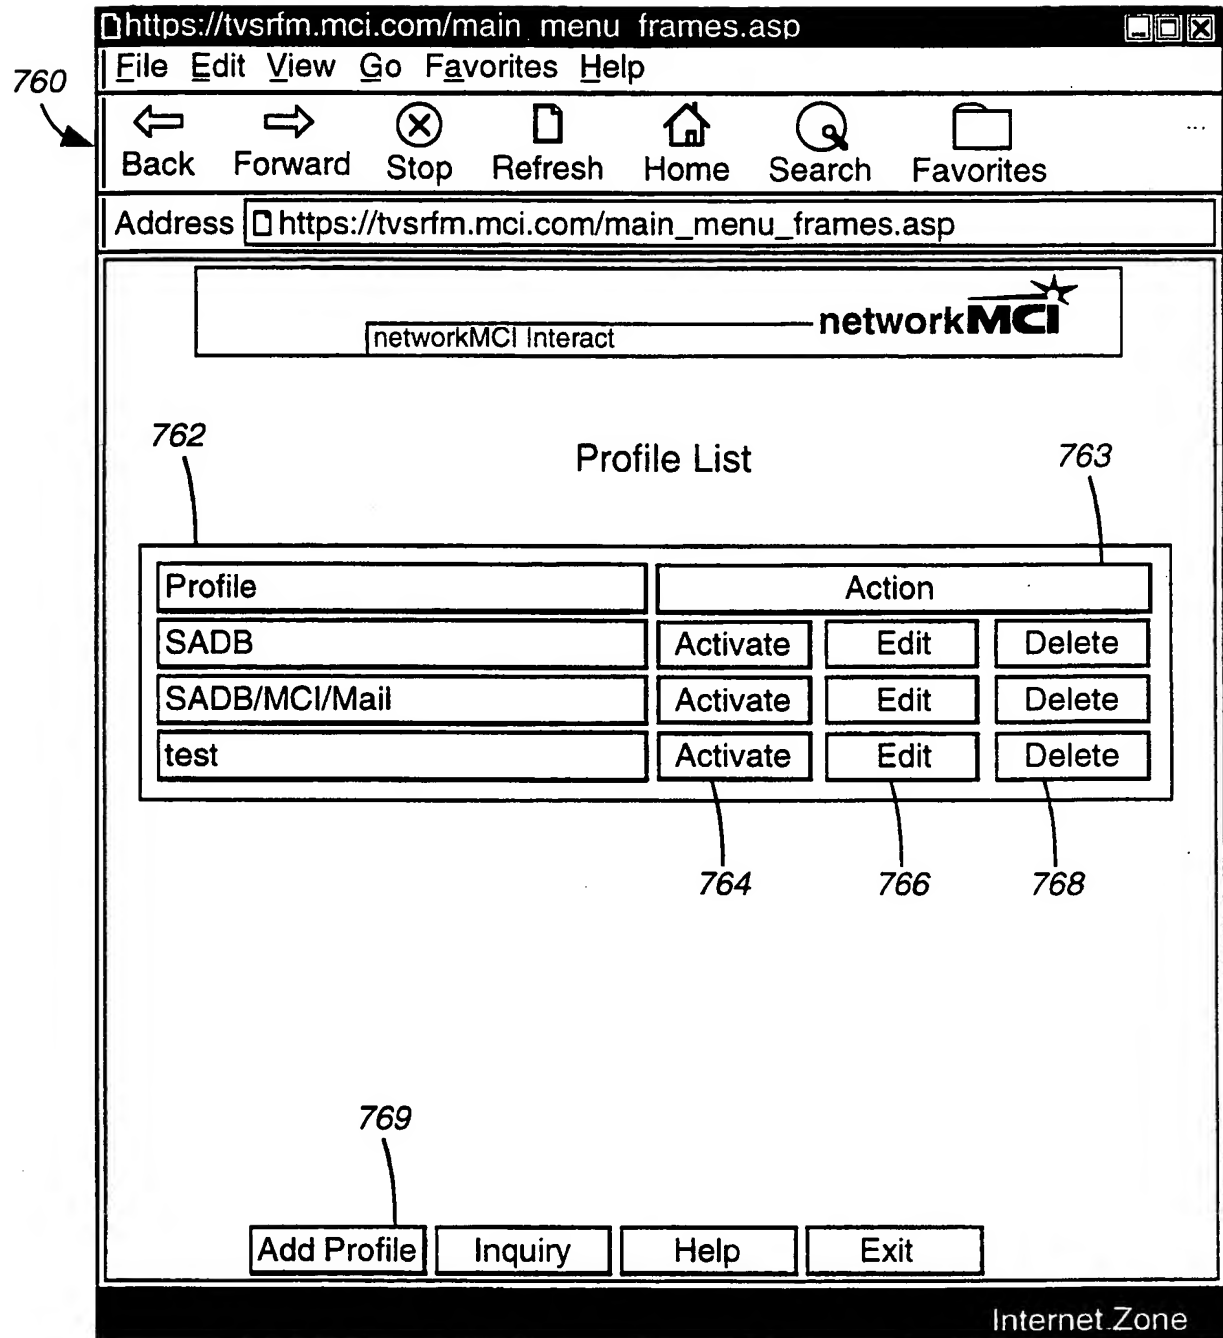 https://tvsrfm.mci.com/main_menu_frames.asp
File Edit View Go Favorites Help
760
Back Forward Stop Refresh Home Search Favorites ...
Address https://tvsrfm.mci.com/main_menu_frames.asp
networkMCI
networkMCI Interact
762
Profile List
763
Profile Action
SADB Activate Edit Delete
SADB/MCI/Mail Activate Edit Delete
test Activate Edit Delete
764 766 768
769
Add Profile Inquiry Help Exit
Internet Zone